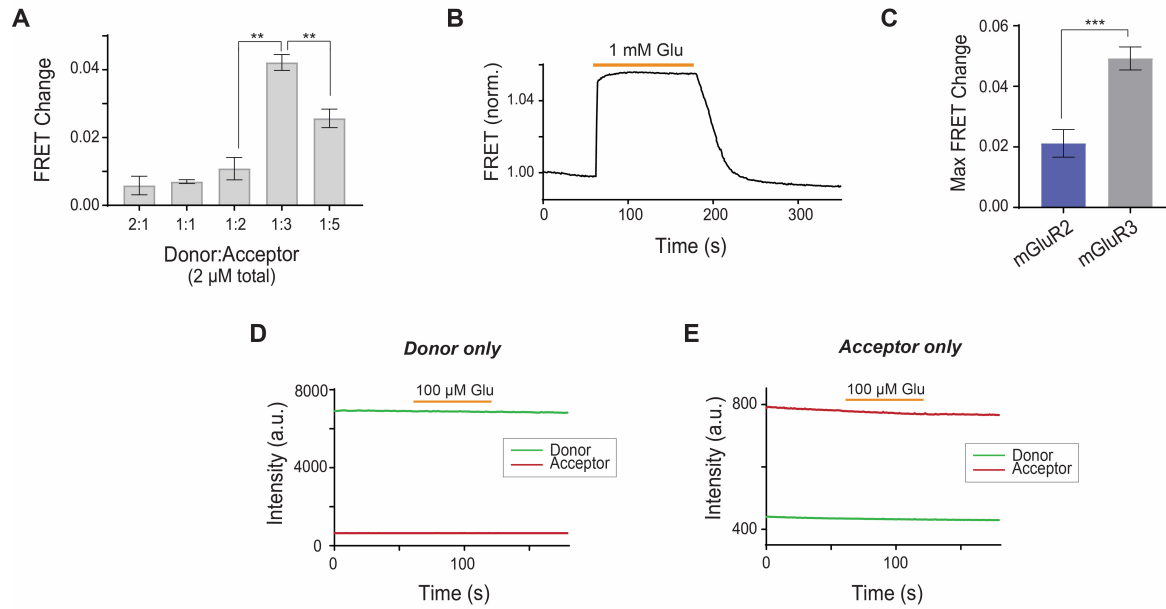 A
FRET Change
0.04
0.02
0.00
**
**
2:1
1:1
1:2
1:3
1:5
Donor:Acceptor
(2 µM total)
B
1 mM Glu
FRET (norm.)
1.04
1.00
0
100
200
300
Time (s)
C
Max FRET Change
0.06
0.04
0.02
0.00
***
mGluR2
mGluR3
D
Donor only
100 µM Glu
Intensity (a.u.)
8000
4000
0
Donor
Acceptor
0
100
Time (s)
E
Acceptor only
100 µM Glu
Intensity (a.u.)
800
400
Donor
Acceptor
0
100
Time (s)